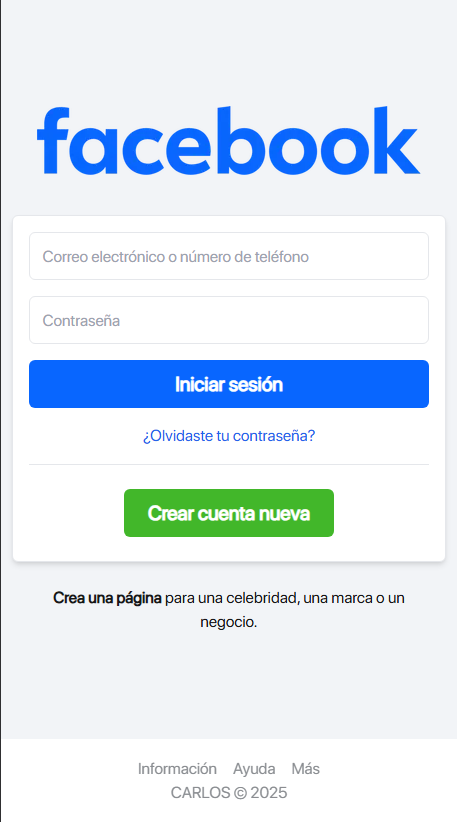 facebook
Correo electrónico o número de teléfono
Contraseña
Iniciar sesión
¿Olvidaste tu contraseña?
Crear cuenta nueva
Crea una página para una celebridad, una marca o un
negocio.
Información Ayuda Más
CARLOS © 2025